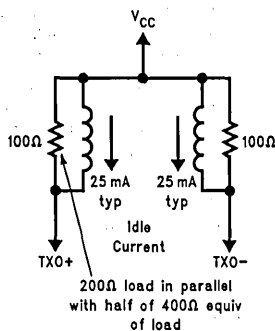 VCC
100Ω
100Ω
25 mA
typ
25 mA
typ
Idle
Current
TXO+
TXO-
200Ω load in parallel
with half of 400Ω equiv
of load